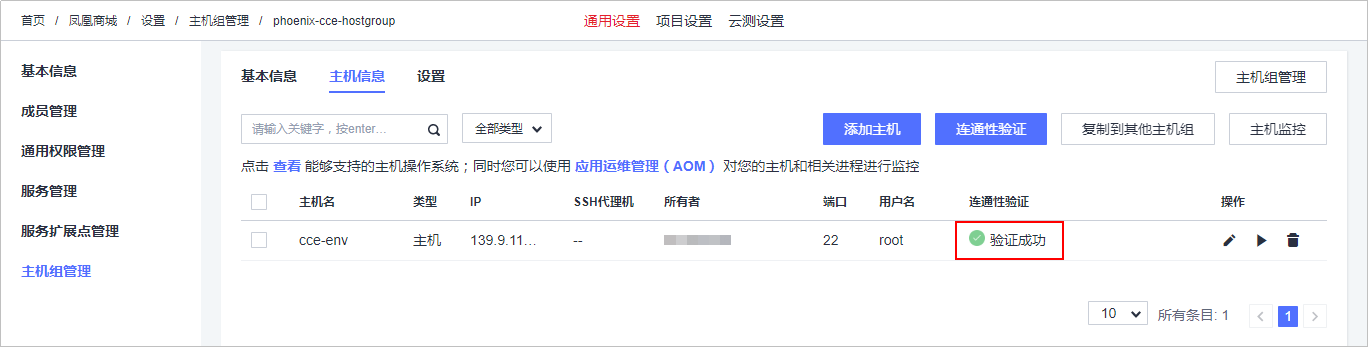 首页 / 凤凰商城 / 设置 / 主机组管理 / phoenix-cce-hostgroup
通用设置 项目设置 云测设置
基本信息
成员管理
通用权限管理
服务管理
服务扩展点管理
主机组管理
基本信息 主机信息 设置 主机组管理
请输入关键字，按enter... 全部类型 添加主机 连通性验证 复制到其他主机组 主机监控
点击 查看 能够支持的主机操作系统；同时您可以使用 应用运维管理（AOM） 对您的主机和相关进程进行监控
主机名 类型 IP SSH代理机 所有者 端口 用户名 连通性验证 操作
cce-env 主机 139.9.11... -- 22 root 验证成功
10 所有条目: 1 1